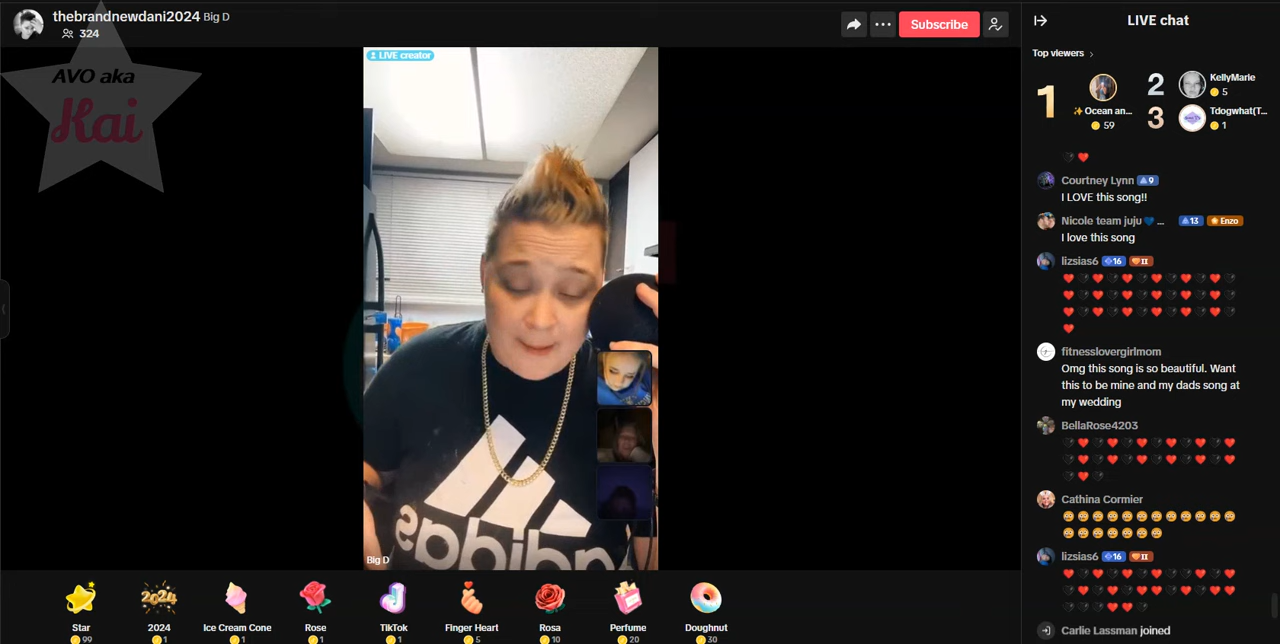 thebrandnewdani2024 Big D
324
Subscribe
AVO aka
Kai
LIVE creator
adidas
Big D
Star
99
2024
2024
1
Ice Cream Cone
1
Rose
1
TikTok
1
Finger Heart
5
Rosa
10
Perfume
20
Doughnut
30
LIVE chat
Top viewers
1
✨Ocean an...
59
2
KellyMarie
5
3
Tdogwhat(T...
1
Courtney Lynn 9
I LOVE this song!!
Nicole team juju💙 ... 13 Enzo
I love this song
lizsias6 16 II
fitnesslovergirlmom
Omg this song is so beautiful. Want
this to be mine and my dads song at
my wedding
BellaRose4203
Cathina Cormier
lizsias6 16 II
Carlie Lassman joined